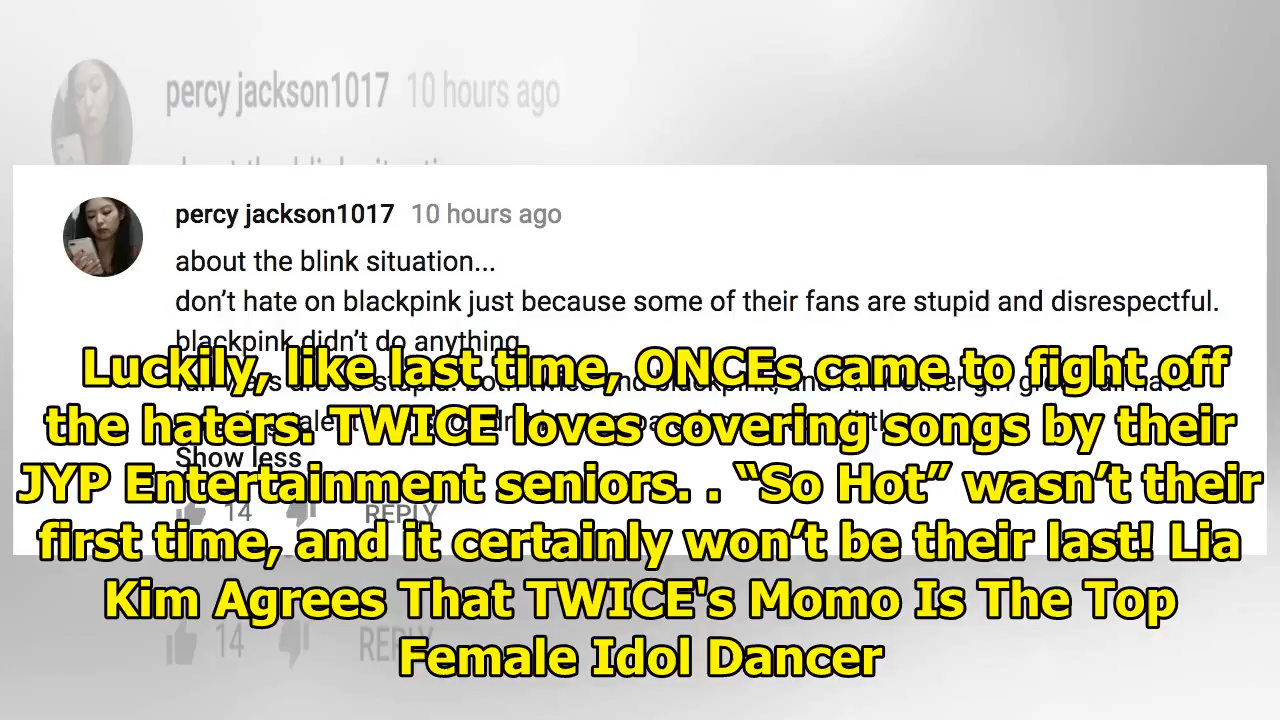 percy jackson1017 10 hours ago
percy jackson1017 10 hours ago
about the blink situation...
don't hate on blackpink just because some of their fans are stupid and disrespectful.
blackpink didn't do anything
Luckily, like last time, ONCEs came to fight off
the haters. TWICE loves covering songs by their
Show less
JYP Entertainment seniors. . “So Hot” wasn’t their
14 REPLY
first time, and it certainly won’t be their last! Lia
Kim Agrees That TWICE's Momo Is The Top
14 REPLY
Female Idol Dancer